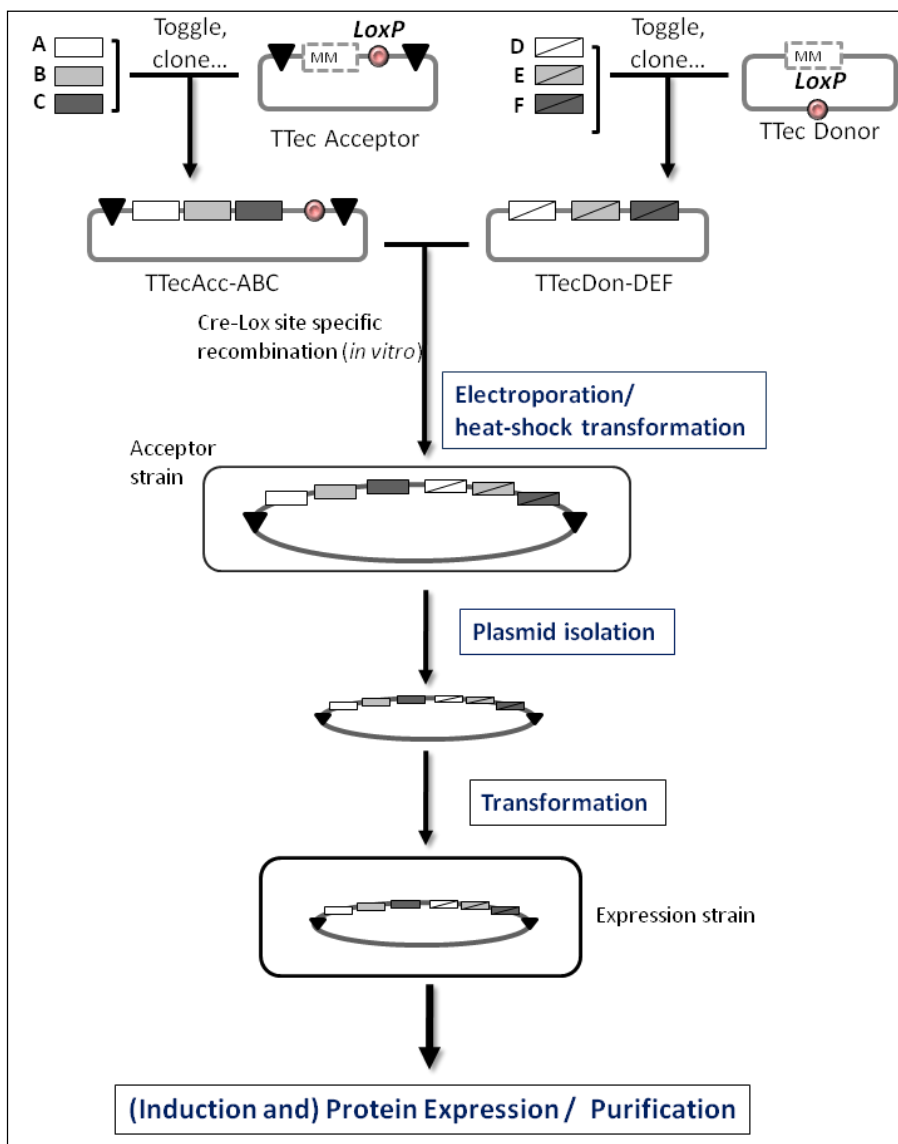 A
B
C
Toggle,
clone...
LoxP
MM
TTec Acceptor
D
E
F
Toggle,
clone...
MM
LoxP
TTec Donor
TTecAcc-ABC
TTecDon-DEF
Cre-Lox site specific
recombination (in vitro)
Electroporation/
heat-shock transformation
Acceptor
strain
Plasmid isolation
Transformation
Expression strain
(Induction and) Protein Expression / Purification